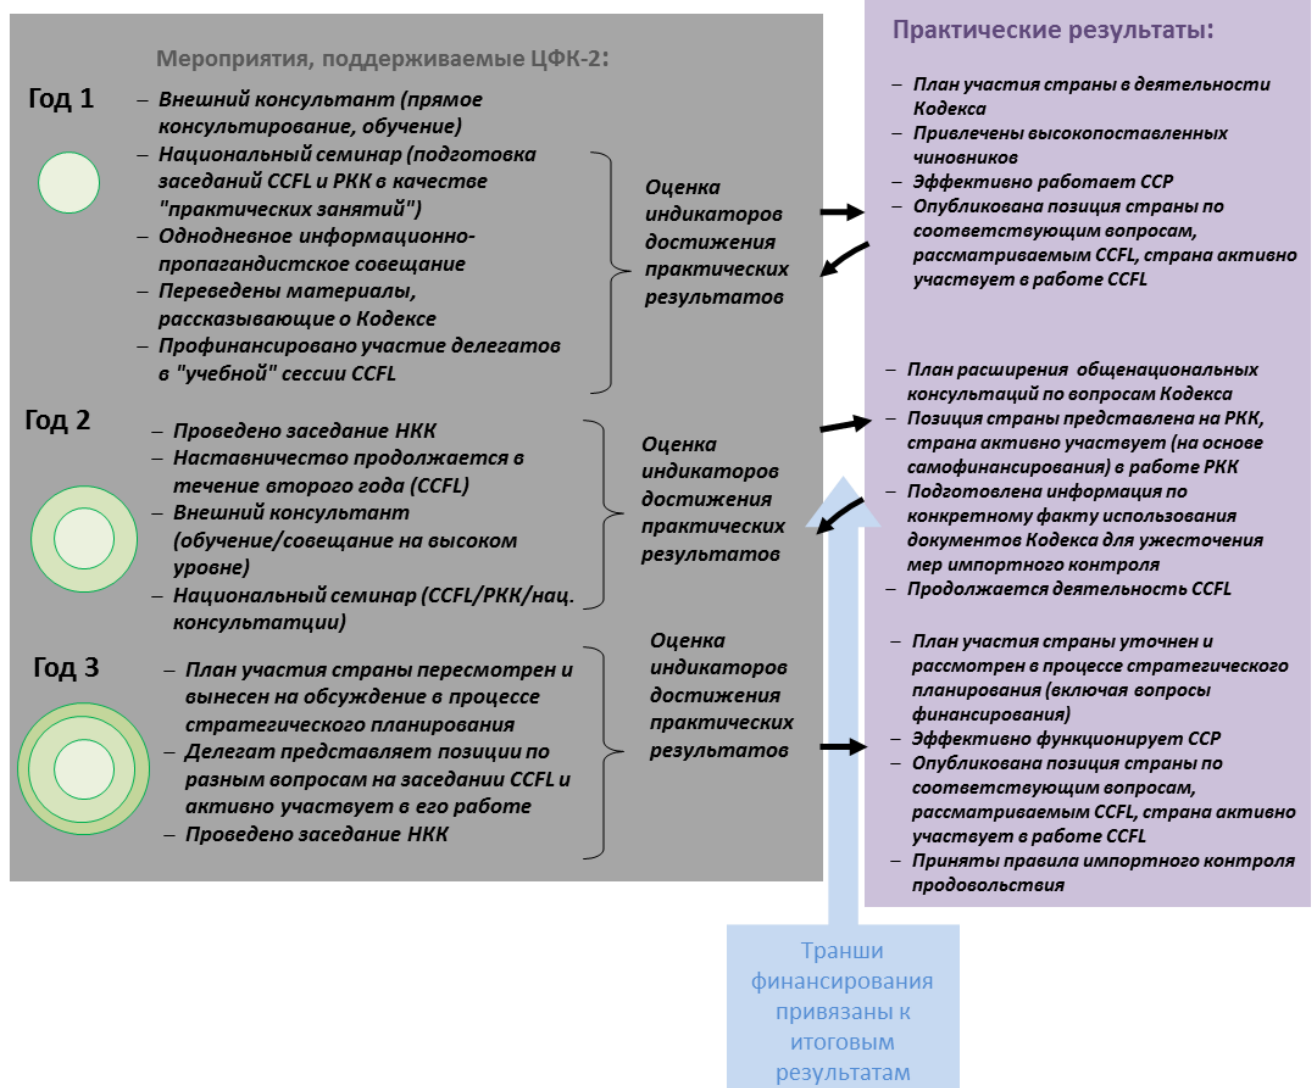 Мероприятия, поддерживаемые ЦФК-2:
Год 1
– Внешний консультант (прямое
консультирование, обучение)
– Национальный семинар (подготовка
заседаний CCFL и РКК в качестве
"практических занятий")
– Однодневное информационно-
пропагандистское совещание
– Переведены материалы,
рассказывающие о Кодексе
– Профинансировано участие делегатов
в "учебной" сессии CCFL
Оценка
индикаторов
достижения
практических
результатов
Год 2
– Проведено заседание НКК
– Наставничество продолжается в
течение второго года (CCFL)
– Внешний консультант
(обучение/совещание на высоком
уровне)
– Национальный семинар (CCFL/РКК/нац.
консультатции)
Оценка
индикаторов
достижения
практических
результатов
Год 3
– План участия страны пересмотрен и
вынесен на обсуждение в процессе
стратегического планирования
– Делегат представляет позиции по
разным вопросам на заседании CCFL и
активно участвует в его работе
– Проведено заседание НКК
Оценка
индикаторов
достижения
практических
результатов
Практические результаты:
– План участия страны в деятельности
Кодекса
– Привлечены высокопоставленных
чиновников
– Эффективно работает ССР
– Опубликована позиция страны по
соответствующим вопросам,
рассматриваемым CCFL, страна активно
участвует в работе CCFL
– План расширения общенациональных
консультаций по вопросам Кодекса
– Позиция страны представлена на РКК,
страна активно участвует (на основе
самофинансирования) в работе РКК
– Подготовлена информация по
конкретному факту использования
документов Кодекса для ужесточения
мер импортного контроля
– Продолжается деятельность CCFL
– План участия страны уточнен и
рассмотрен в процессе стратегического
планирования (включая вопросы
финансирования)
– Эффективно функционирует ССР
– Опубликована позиция страны по
соответствующим вопросам,
рассматриваемым CCFL, страна активно
участвует в работе CCFL
– Приняты правила импортного контроля
продовольствия
Транши
финансирования
привязаны к
итоговым
результатам